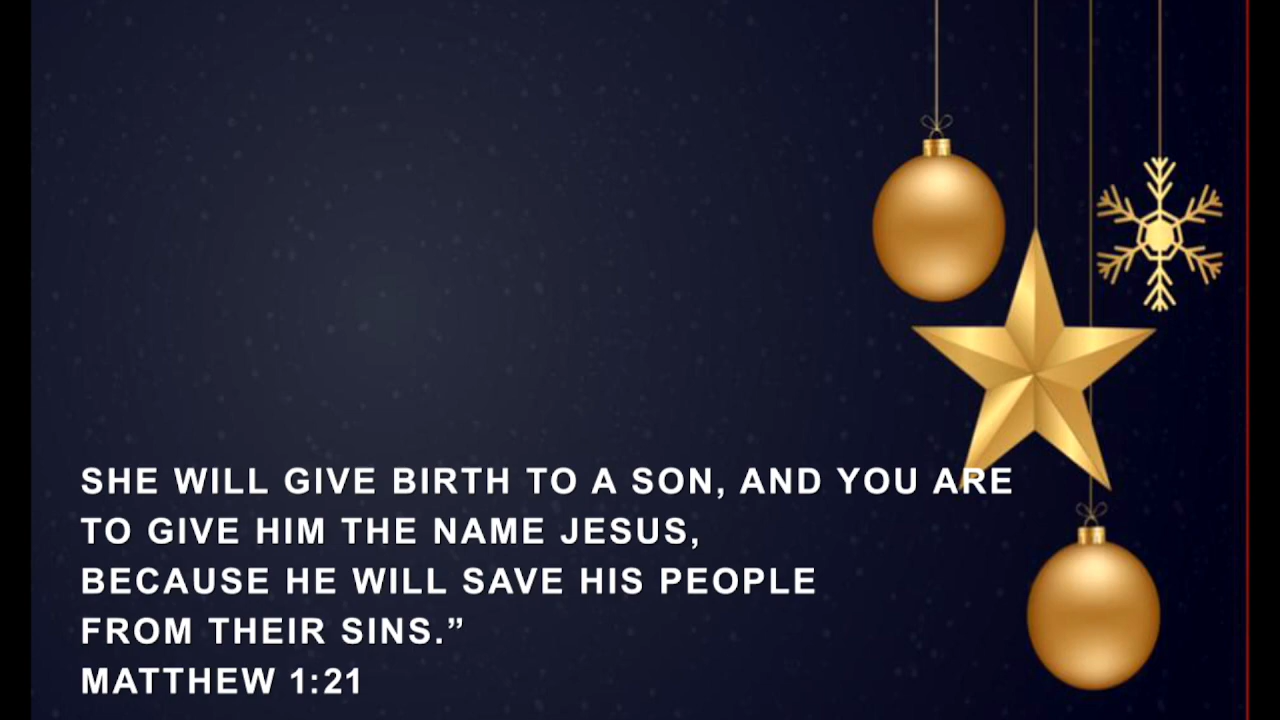 SHE WILL GIVE BIRTH TO A SON, AND YOU ARE
TO GIVE HIM THE NAME JESUS,
BECAUSE HE WILL SAVE HIS PEOPLE
FROM THEIR SINS.”
MATTHEW 1:21